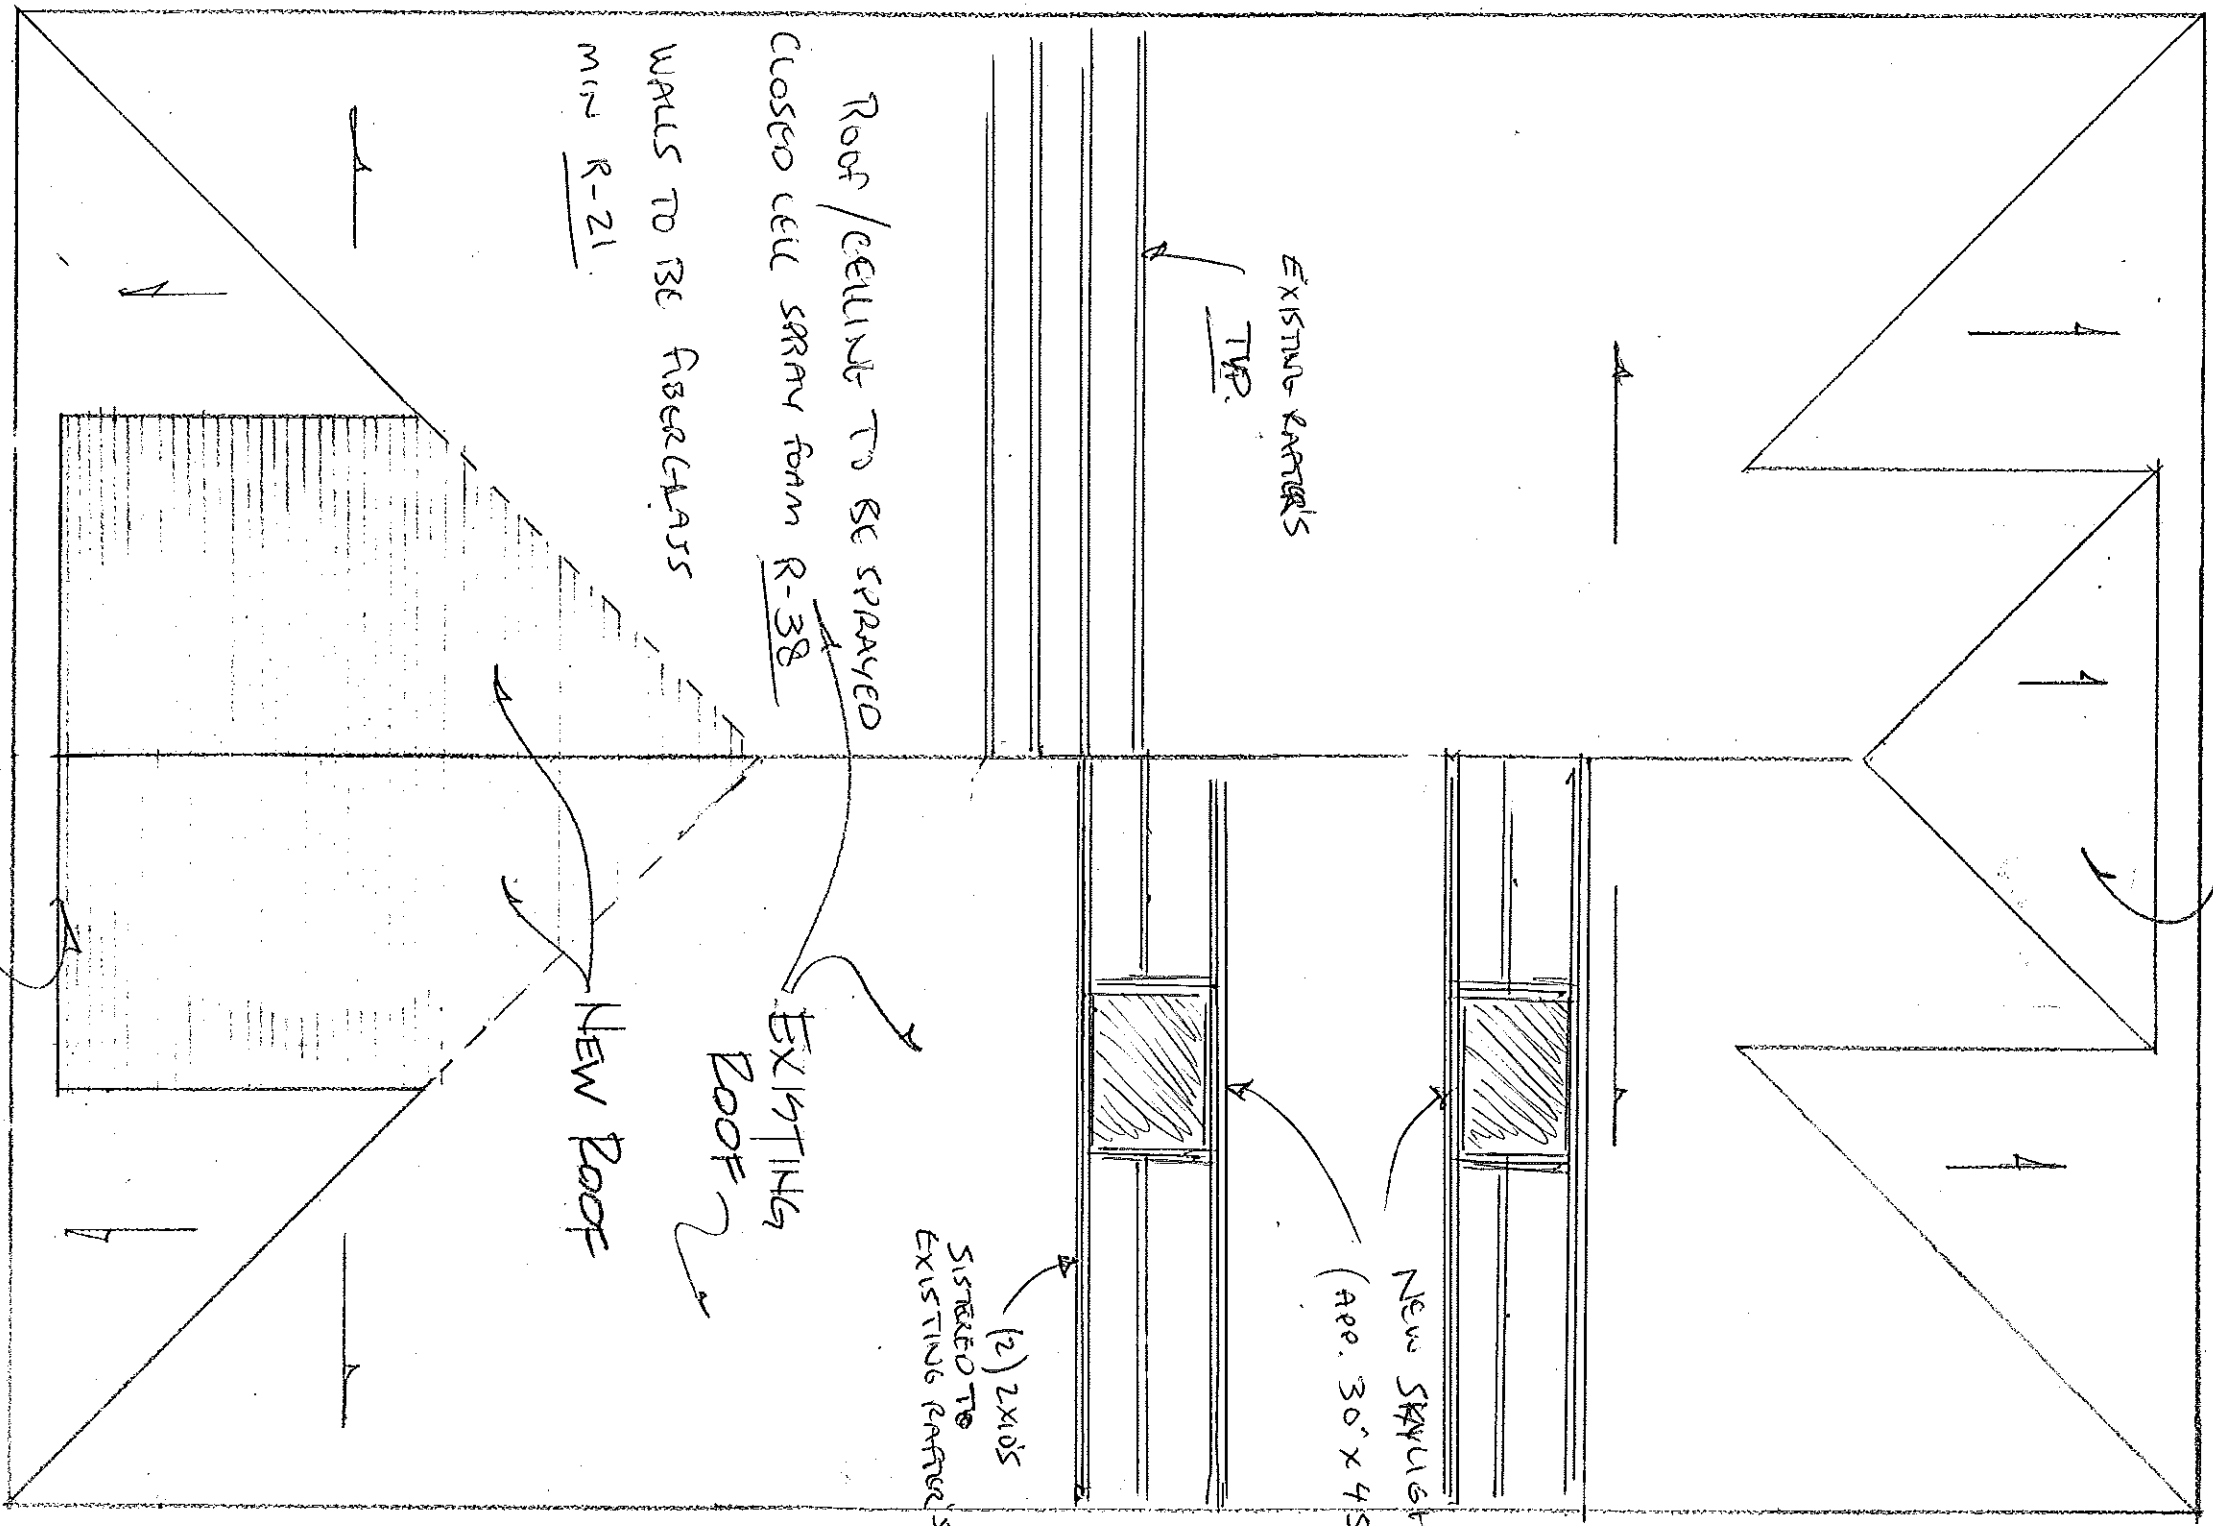 EXISTING RAFTER'S
TYP.
ROOF/CEILING TO BE SPRAYED
CLOSED CELL SPRAY FOAM R-38
WALLS TO BE FIBERGLASS
MIN R-21.
NEW SKYLIGHT
(APP. 30" X 45
(2) 2X10'S
SISTERED TO
EXISTING RAFTER'S
EXISTING
ROOF
NEW ROOF